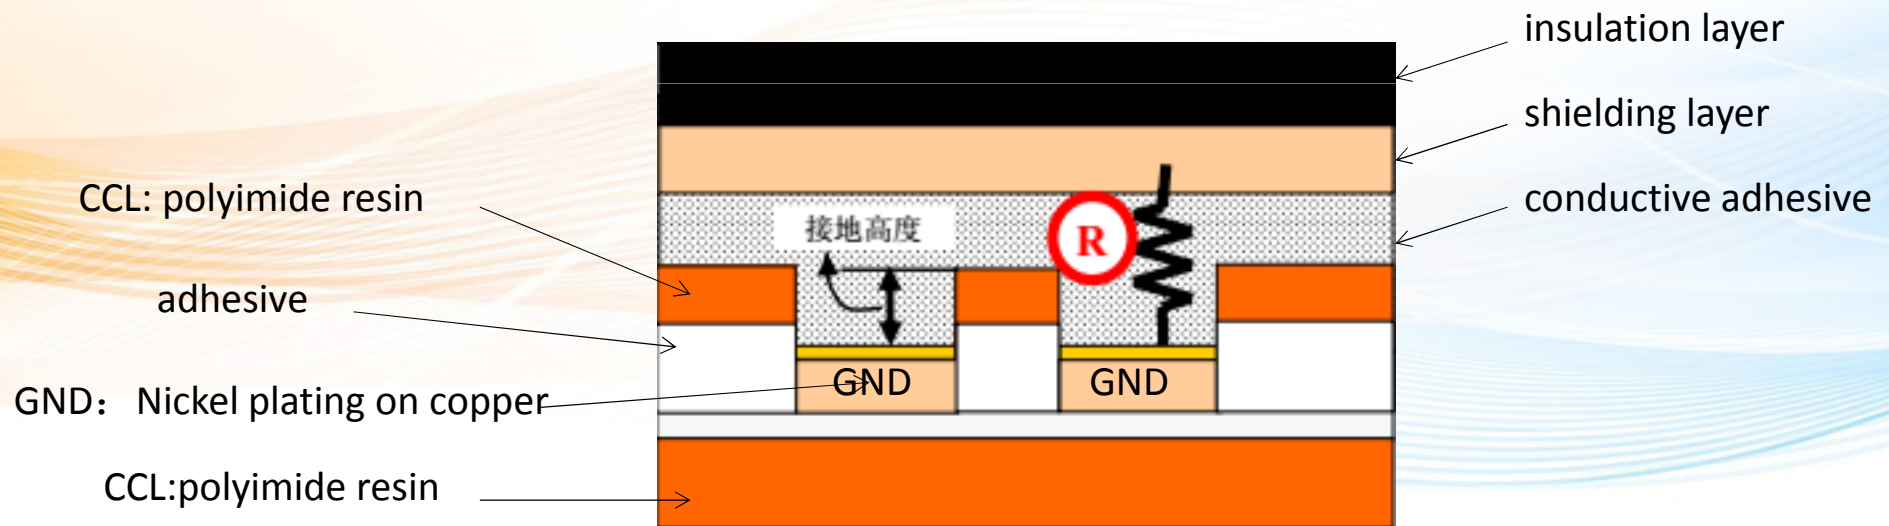 insulation layer
shielding layer
conductive adhesive
CCL: polyimide resin
adhesive
GND： Nickel plating on copper
CCL:polyimide resin
接地高度
R
GND
GND